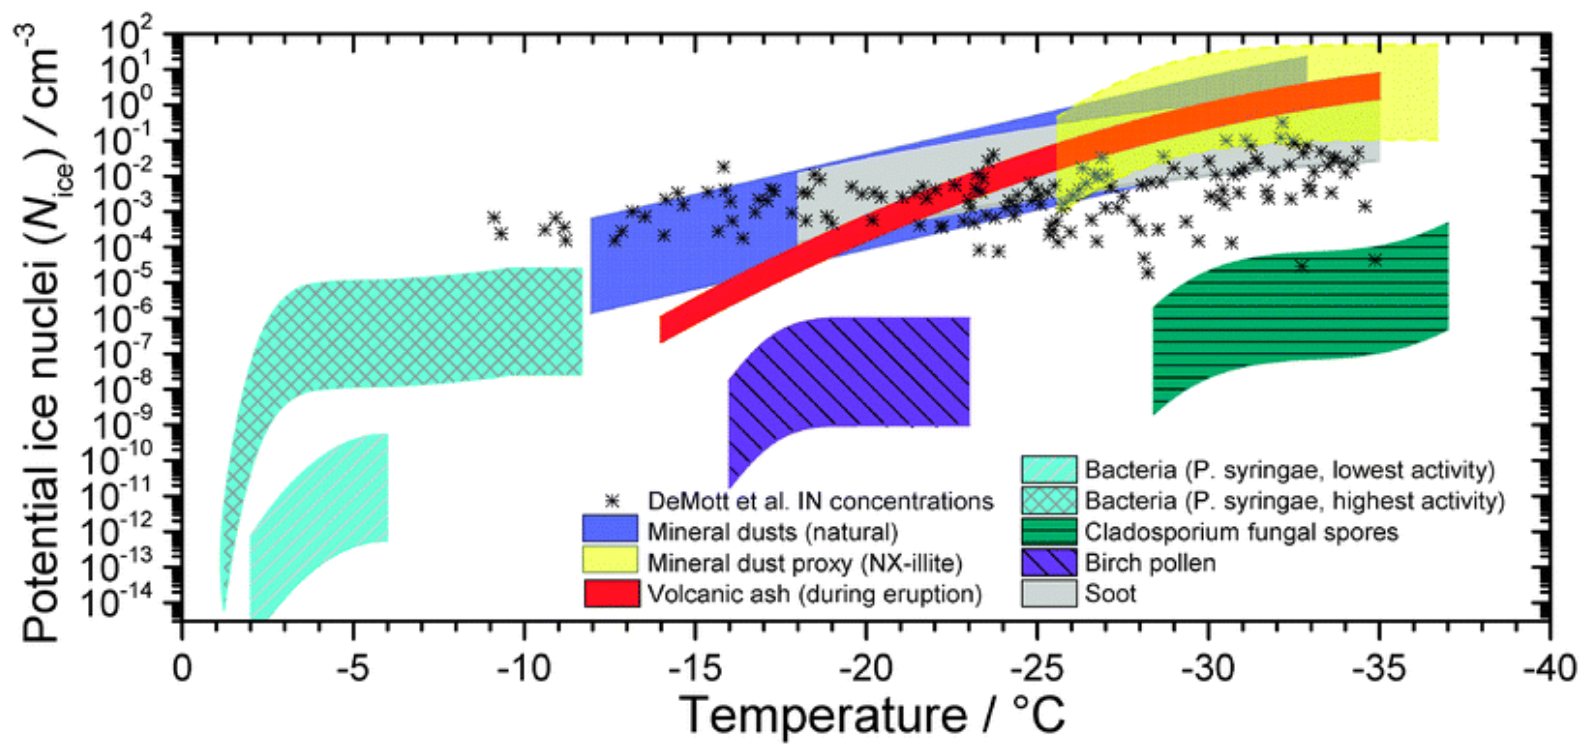 Potential ice nuclei (N_ice) / cm^-3
10^2
10^1
10^0
10^-1
10^-2
10^-3
10^-4
10^-5
10^-6
10^-7
10^-8
10^-9
10^-10
10^-11
10^-12
10^-13
10^-14
DeMott et al. IN concentrations
Mineral dusts (natural)
Mineral dust proxy (NX-illite)
Volcanic ash (during eruption)
Bacteria (P. syringae, lowest activity)
Bacteria (P. syringae, highest activity)
Cladosporium fungal spores
Birch pollen
Soot
0 -5 -10 -15 -20 -25 -30 -35 -40
Temperature / °C